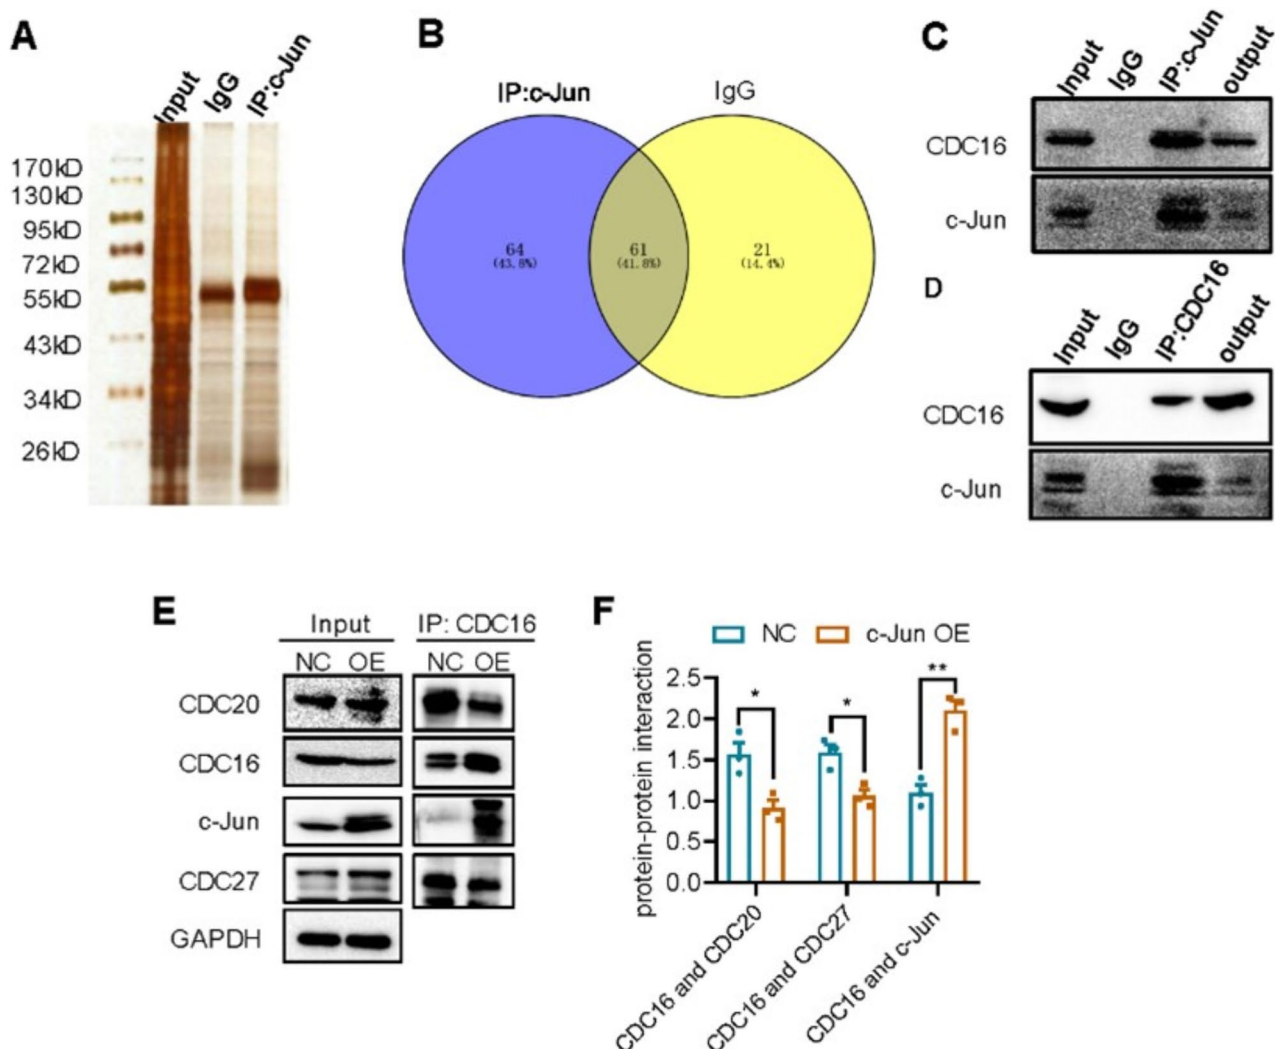 A
Input
IgG
IP:c-Jun
170kD
130kD
95kD
72kD
55kD
43kD
34kD
26kD
B
IP:c-Jun
IgG
64
(43.8%)
61
(41.8%)
21
(14.4%)
C
Input
IgG
IP:c-Jun
output
CDC16
c-Jun
D
Input
IgG
IP:CDC16
output
CDC16
c-Jun
E
Input
IP: CDC16
NC OE
NC OE
CDC20
CDC16
c-Jun
CDC27
GAPDH
F
NC
c-Jun OE
protein-protein interaction
2.5
2.0
1.5
1.0
0.5
0.0
*
*
**
CDC16 and CDC20
CDC16 and CDC27
CDC16 and c-Jun